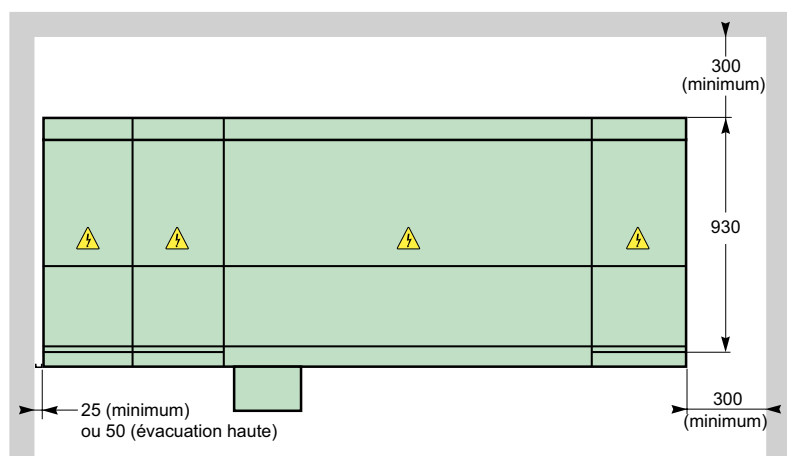 300
(minimum)
930
25 (minimum)
ou 50 (évacuation haute)
300
(minimum)